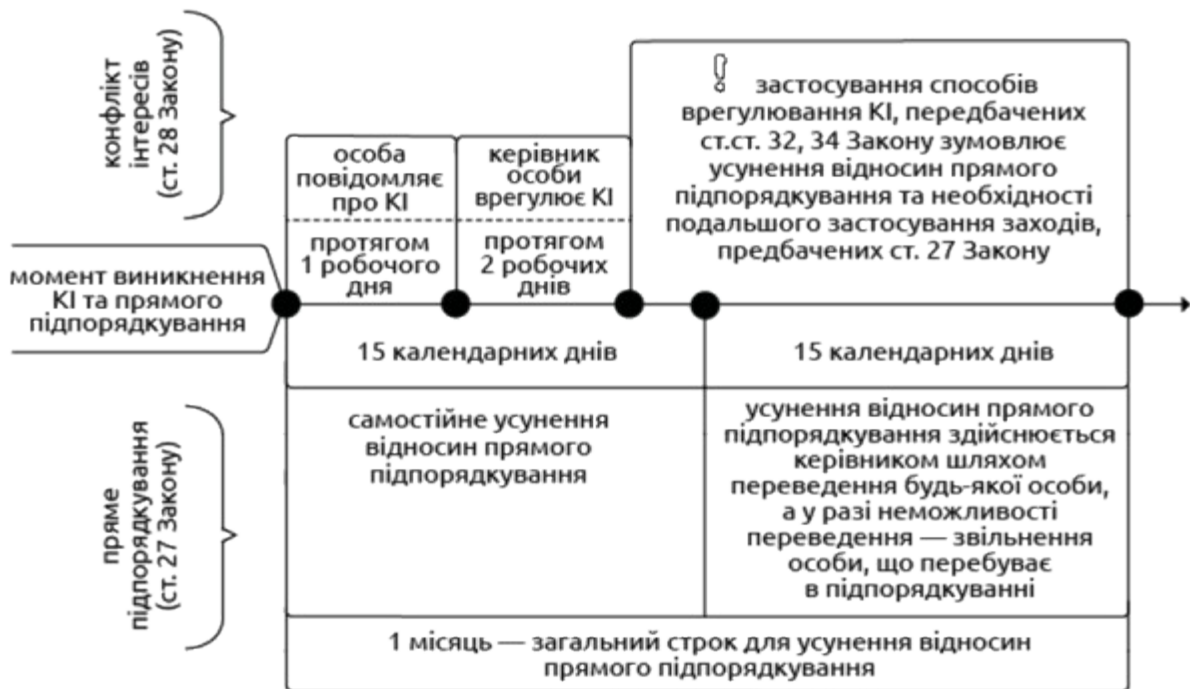 конфлікт
інтересів
(ст. 28 Закону)
особа
повідомляє
про КІ
протягом
1 робочого
дня
керівник
особи
врегулює КІ
протягом
2 робочих
днів
! застосування способів
врегулювання КІ, передбачених
ст.ст. 32, 34 Закону зумовлює
усунення відносин прямого
підпорядкування та необхідності
подальшого застосування заходів,
предбачених ст. 27 Закону
момент виникнення
КІ та прямого
підпорядкування
15 календарних днів
15 календарних днів
пряме
підпорядкування
(ст. 27 Закону)
самостійне усунення
відносин прямого
підпорядкування
усунення відносин прямого
підпорядкування здійснюється
керівником шляхом
переведення будь-якої особи,
а у разі неможливості
переведення — звільнення
особи, що перебуває
в підпорядкуванні
1 місяць — загальний строк для усунення відносин
прямого підпорядкування